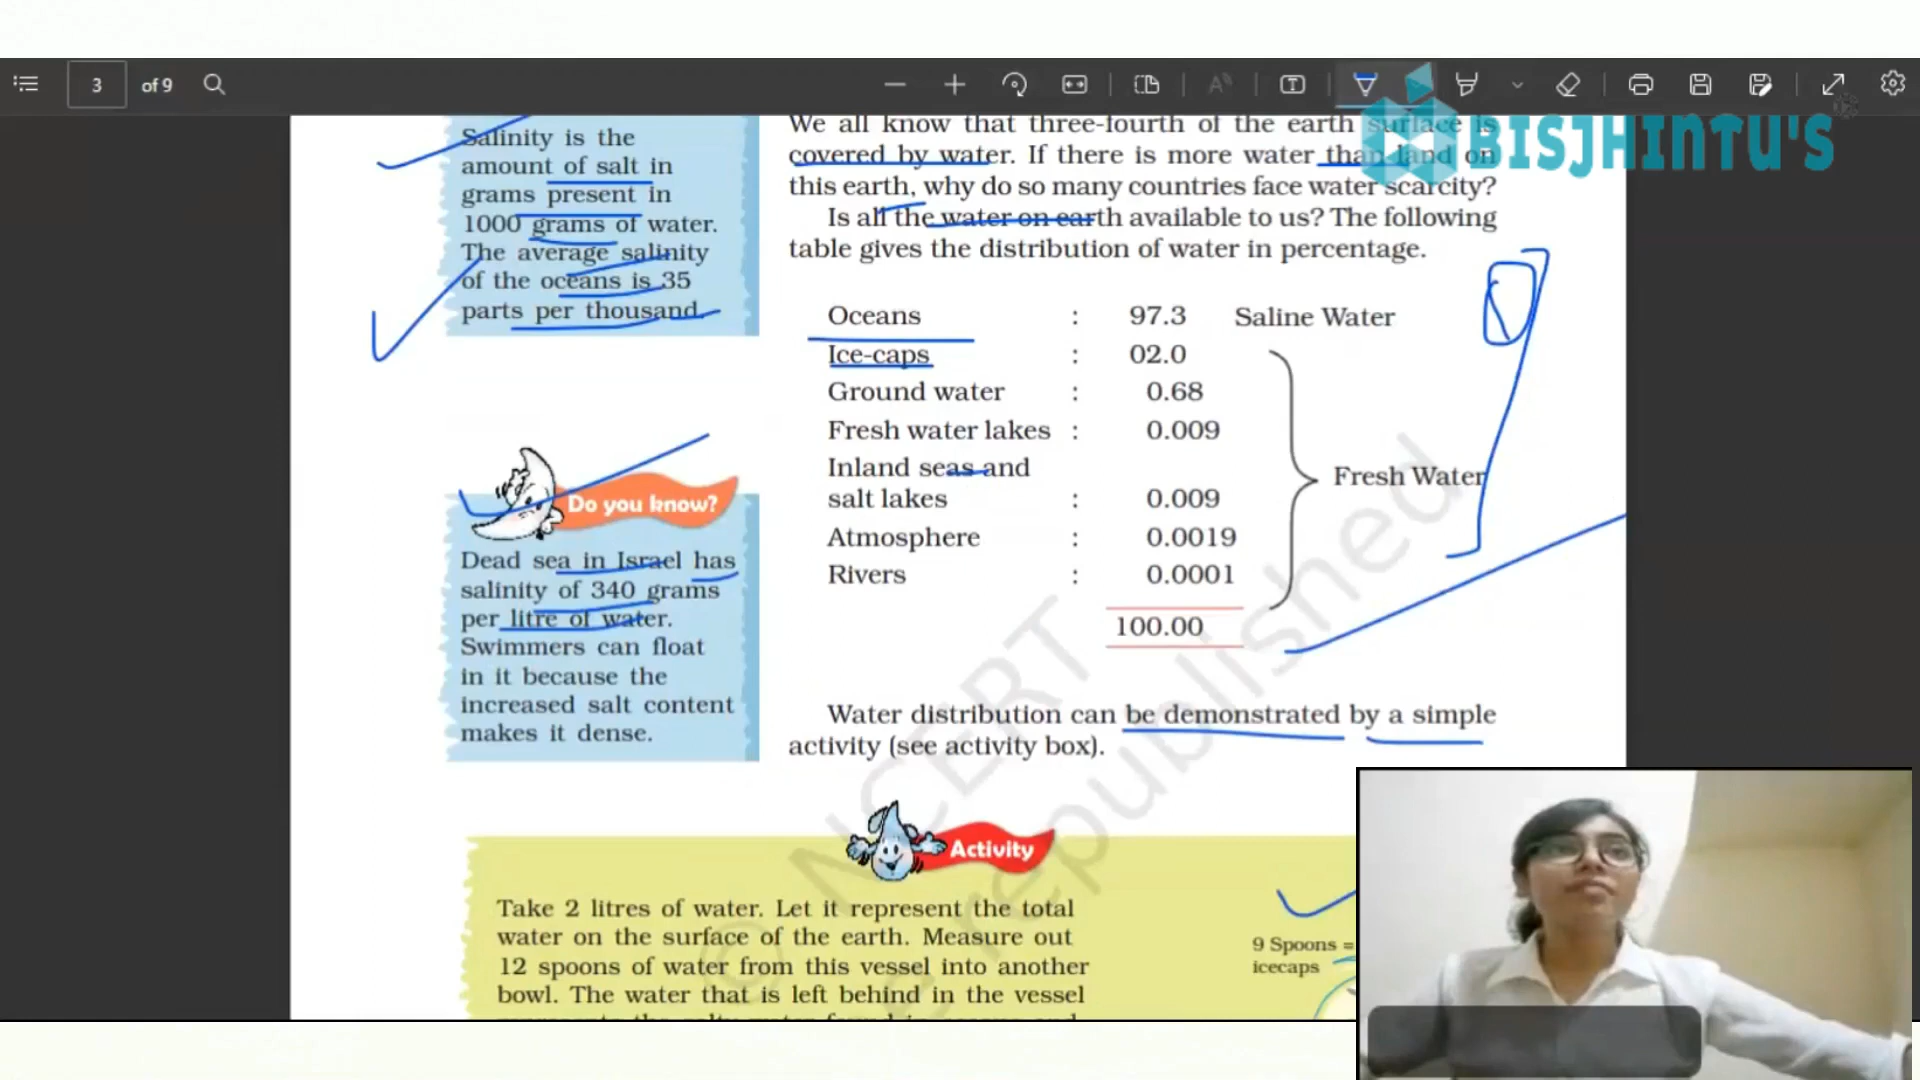 3 of 9
BISJHINTU'S
Salinity is the
amount of salt in
grams present in
1000 grams of water.
The average salinity
of the oceans is 35
parts per thousand.
Do you know?
Dead sea in Israel has
salinity of 340 grams
per litre of water.
Swimmers can float
in it because the
increased salt content
makes it dense.
We all know that three-fourth of the earth surface is
covered by water. If there is more water than land on
this earth, why do so many countries face water scarcity?
Is all the water on earth available to us? The following
table gives the distribution of water in percentage.
Oceans : 97.3 Saline Water
Ice-caps : 02.0
Ground water : 0.68
Fresh water lakes : 0.009
Fresh Water
Inland seas and
salt lakes : 0.009
Atmosphere : 0.0019
Rivers : 0.0001
100.00
Water distribution can be demonstrated by a simple
activity (see activity box).
© NCERT
republished
Activity
Take 2 litres of water. Let it represent the total
water on the surface of the earth. Measure out
12 spoons of water from this vessel into another
bowl. The water that is left behind in the vessel
9 Spoons =
icecaps